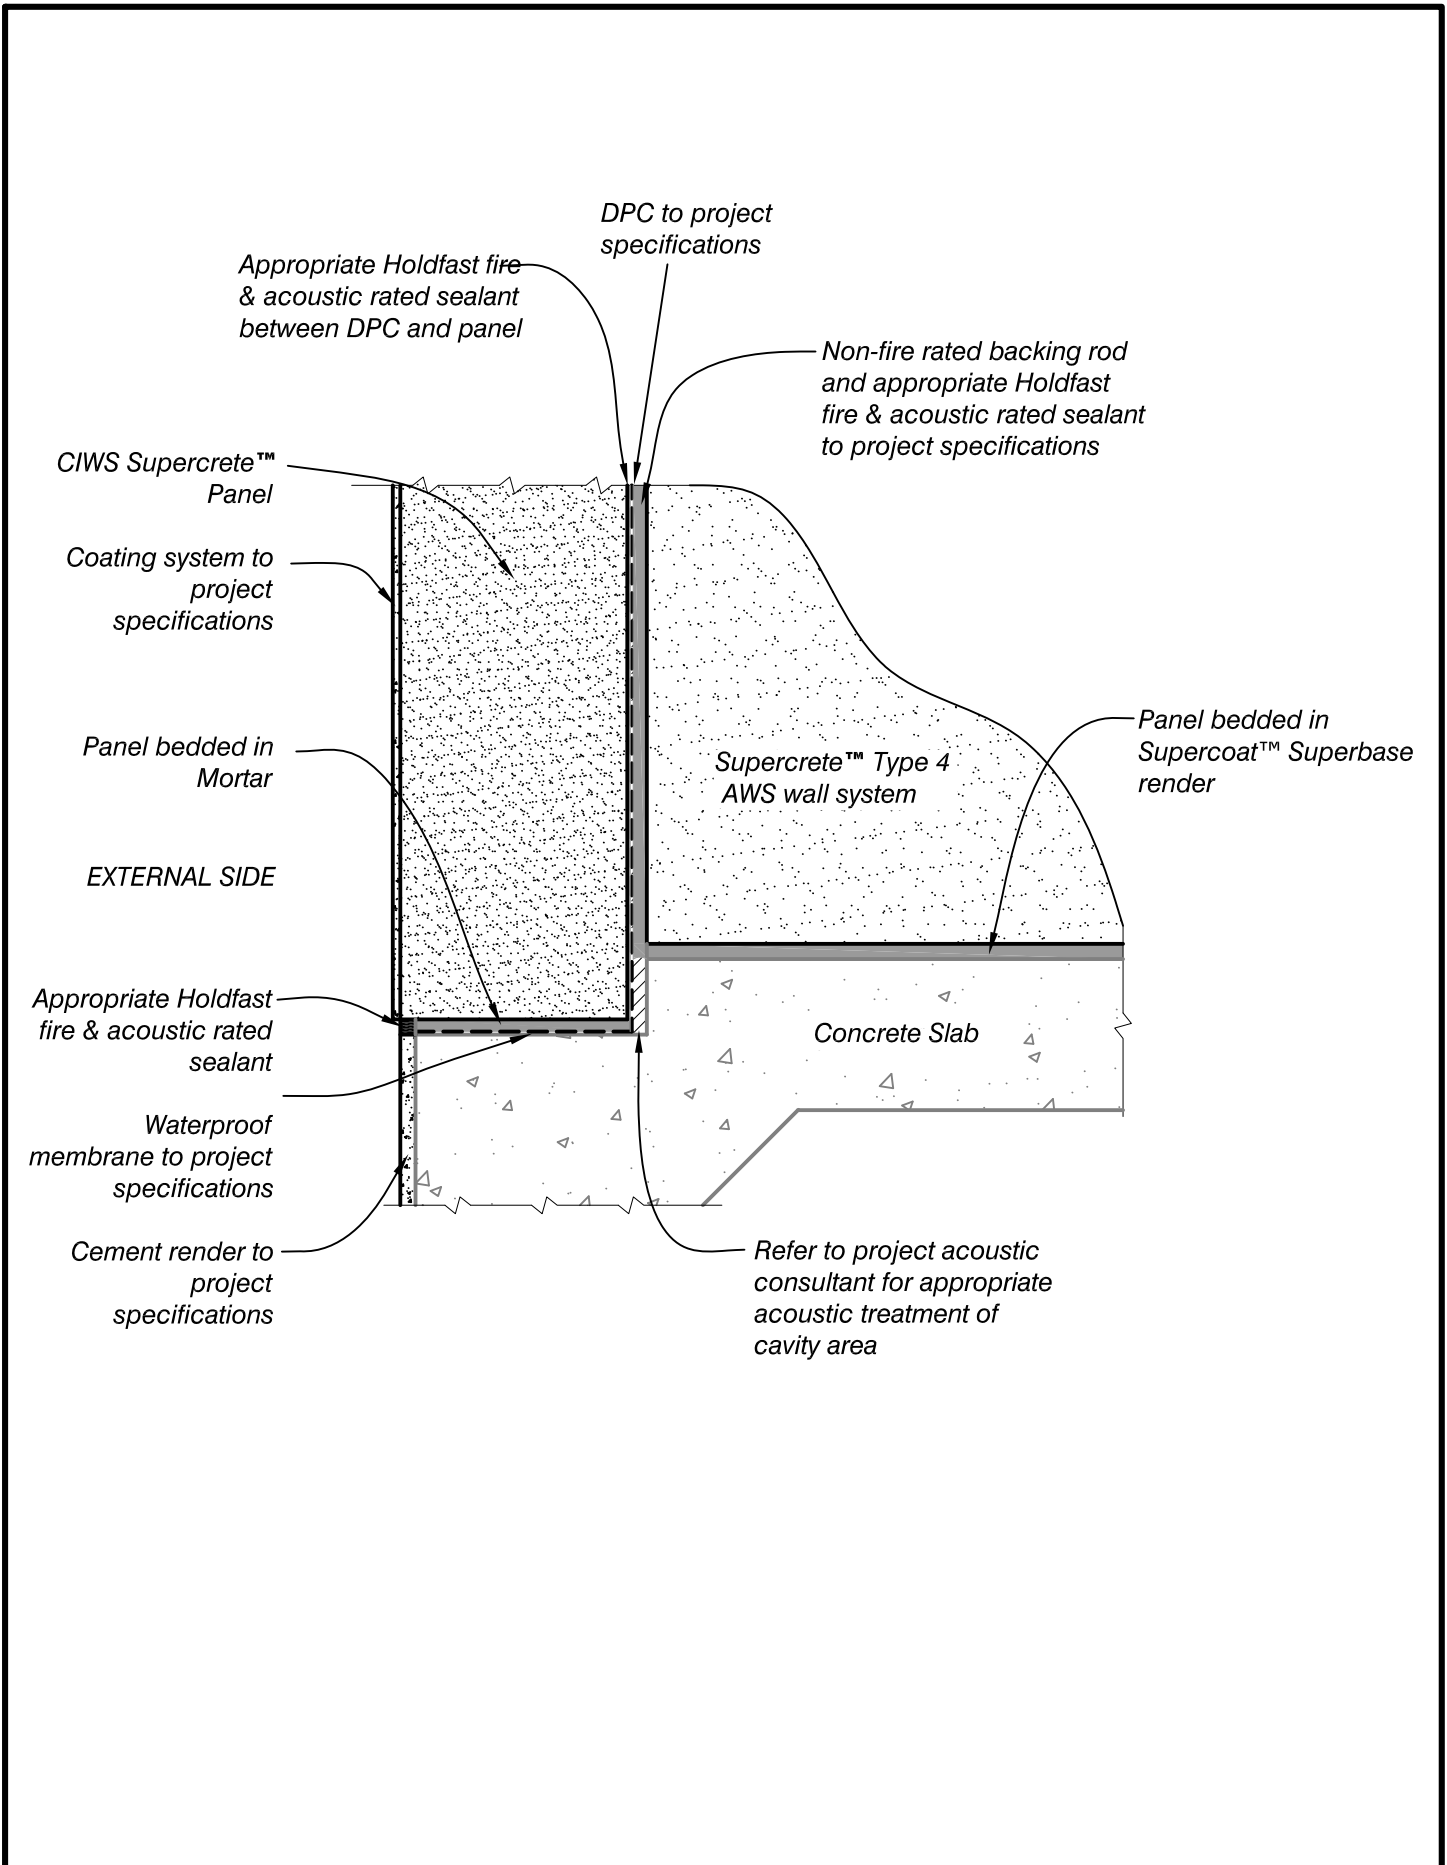 DPC to project
specifications
Appropriate Holdfast fire
& acoustic rated sealant
between DPC and panel
Non-fire rated backing rod
and appropriate Holdfast
fire & acoustic rated sealant
to project specifications
CIWS Supercrete™
Panel
Coating system to
project
specifications
Panel bedded in
Mortar
EXTERNAL SIDE
Supercrete™ Type 4
AWS wall system
Panel bedded in
Supercoat™ Superbase
render
Appropriate Holdfast
fire & acoustic rated
sealant
Concrete Slab
Waterproof
membrane to project
specifications
Cement render to
project
specifications
Refer to project acoustic
consultant for appropriate
acoustic treatment of
cavity area